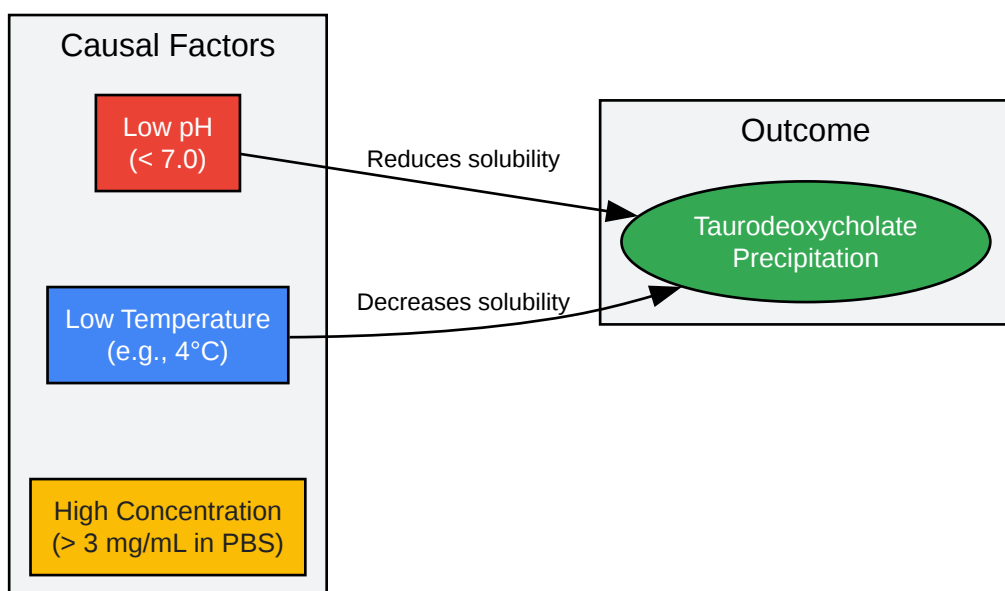 Causal Factors
Low pH
(< 7.0)
Reduces solubility
Outcome
Taurodeoxycholate
Precipitation
Low Temperature
(e.g., 4°C)
Decreases solubility
High Concentration
(> 3 mg/mL in PBS)